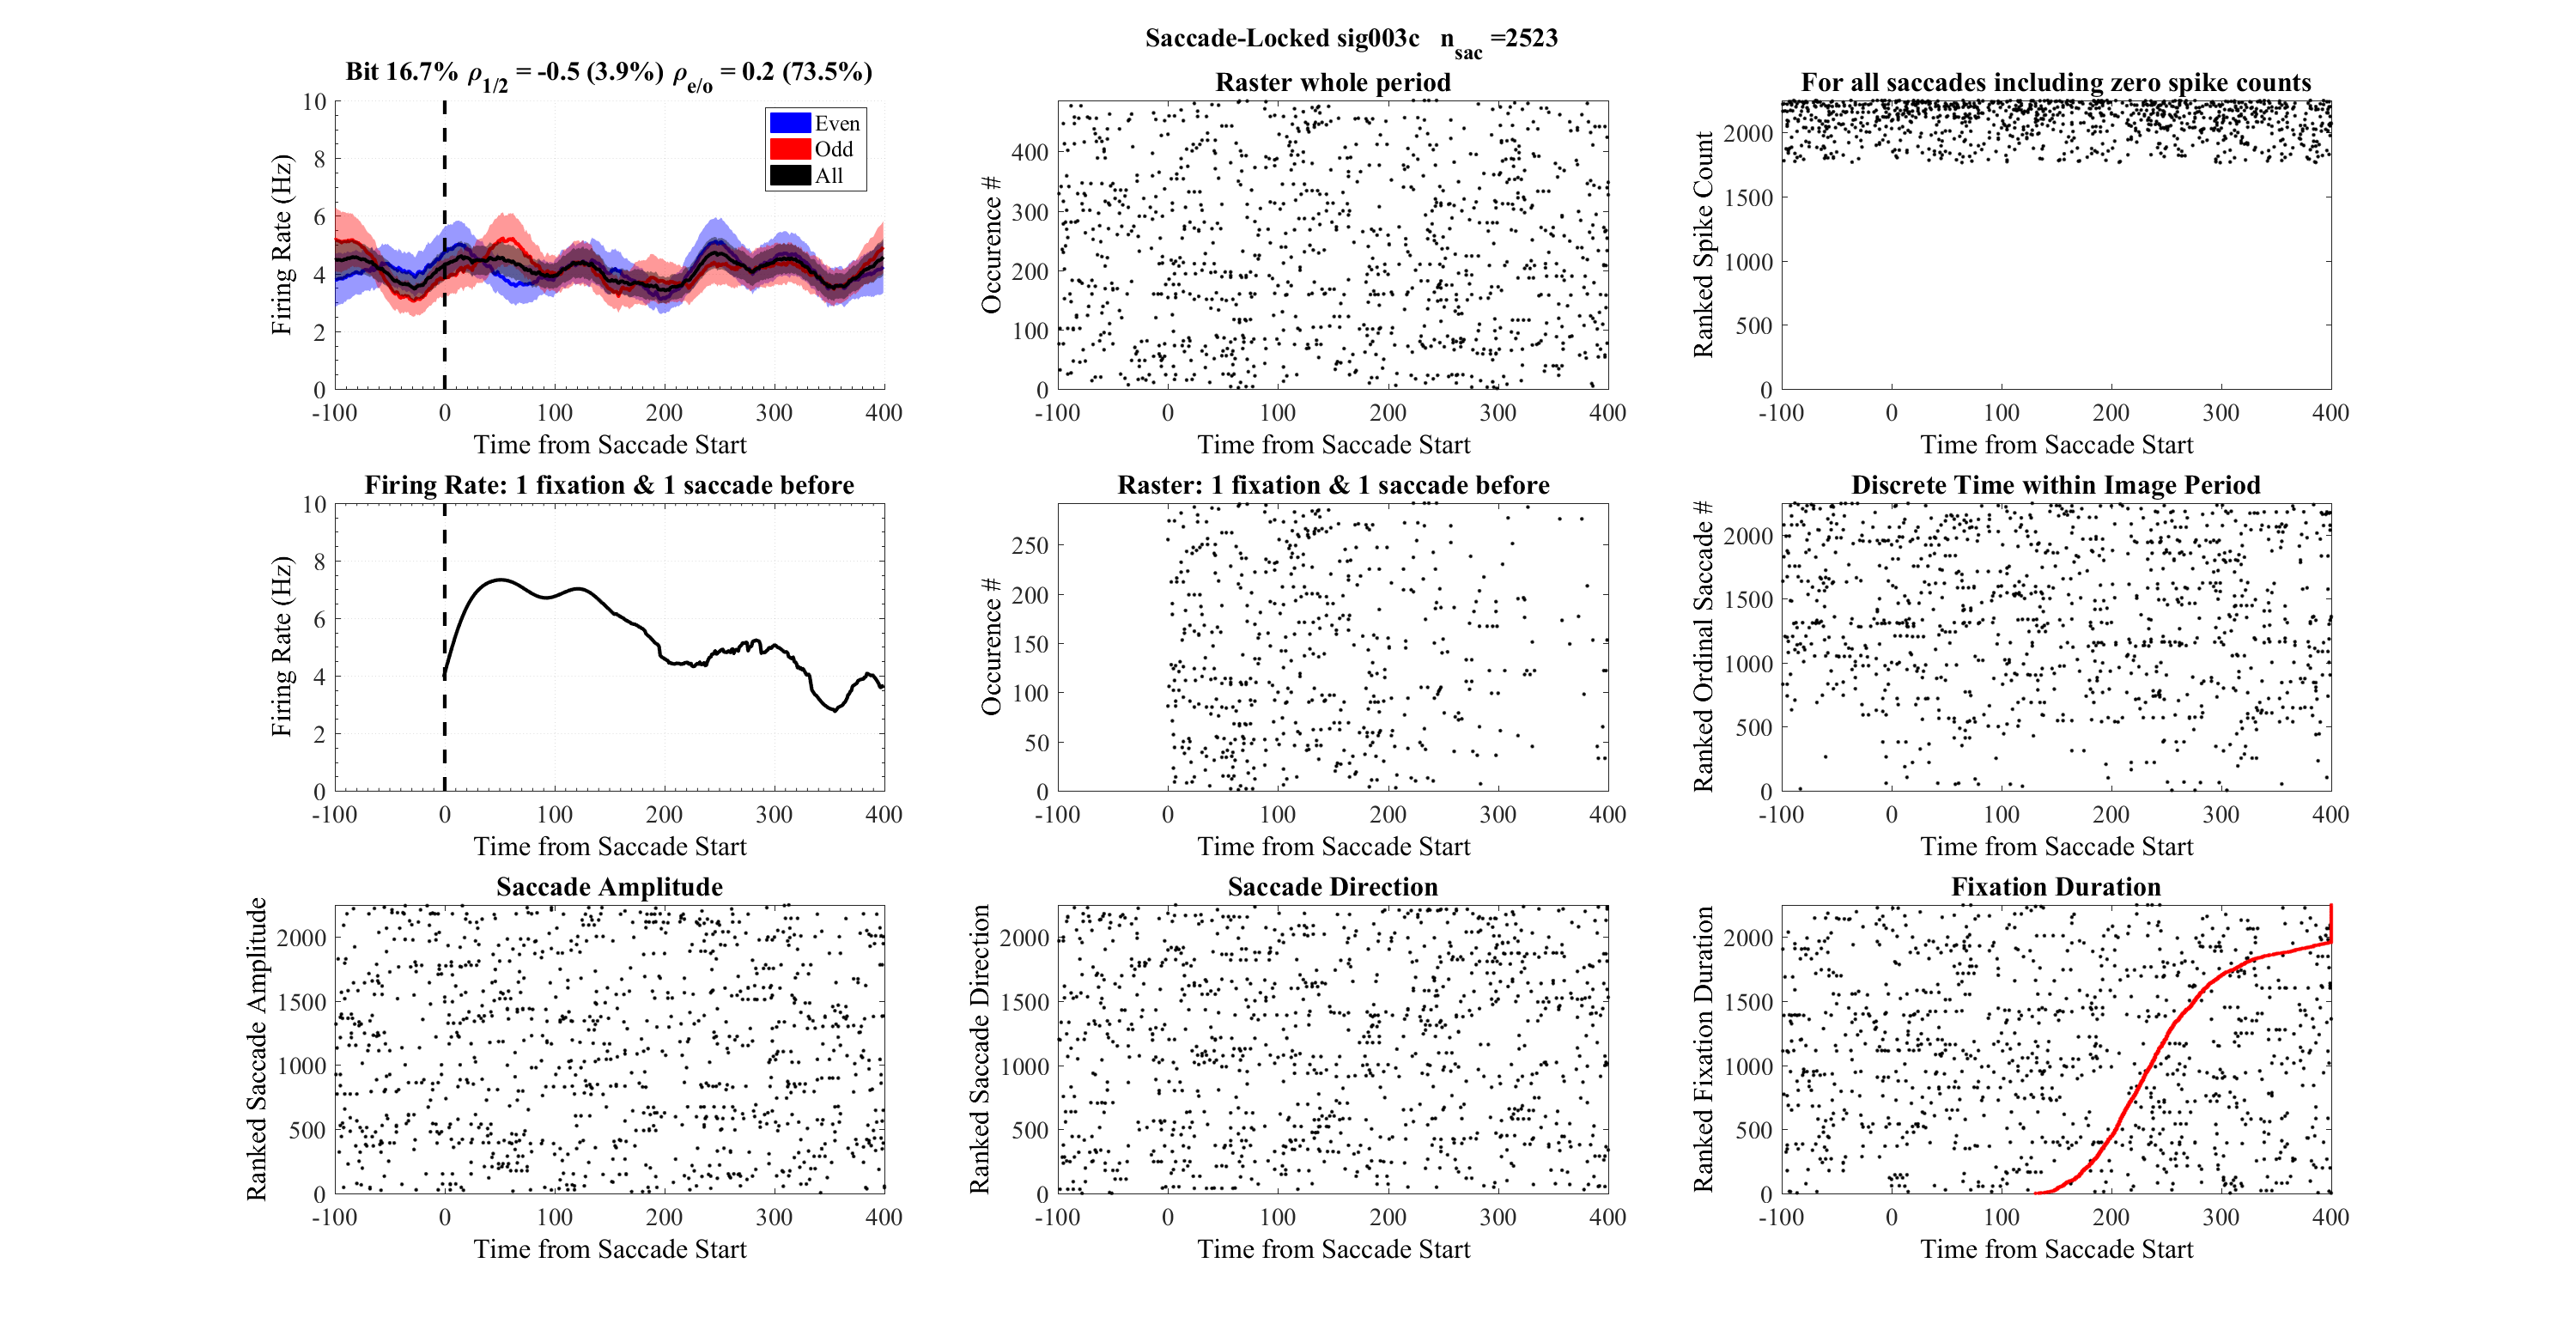 Saccade-Locked sig003c n_sac =2523
Bit 16.7% ρ_1/2 = -0.5 (3.9%) ρ_e/o = 0.2 (73.5%)
Firing Rate (Hz)
10
8
6
4
2
0
Even
Odd
All
-100 0 100 200 300 400
Time from Saccade Start
Raster whole period
Occurence #
400
300
200
100
0
-100 0 100 200 300 400
Time from Saccade Start
For all saccades including zero spike counts
Ranked Spike Count
2000
1500
1000
500
0
-100 0 100 200 300 400
Time from Saccade Start
Firing Rate: 1 fixation & 1 saccade before
Firing Rate (Hz)
10
8
6
4
2
0
-100 0 100 200 300 400
Time from Saccade Start
Raster: 1 fixation & 1 saccade before
Occurence #
250
200
150
100
50
0
-100 0 100 200 300 400
Time from Saccade Start
Discrete Time within Image Period
Ranked Ordinal Saccade #
2000
1500
1000
500
0
-100 0 100 200 300 400
Time from Saccade Start
Saccade Amplitude
Ranked Saccade Amplitude
2000
1500
1000
500
0
-100 0 100 200 300 400
Time from Saccade Start
Saccade Direction
Ranked Saccade Direction
2000
1500
1000
500
0
-100 0 100 200 300 400
Time from Saccade Start
Fixation Duration
Ranked Fixation Duration
2000
1500
1000
500
0
-100 0 100 200 300 400
Time from Saccade Start